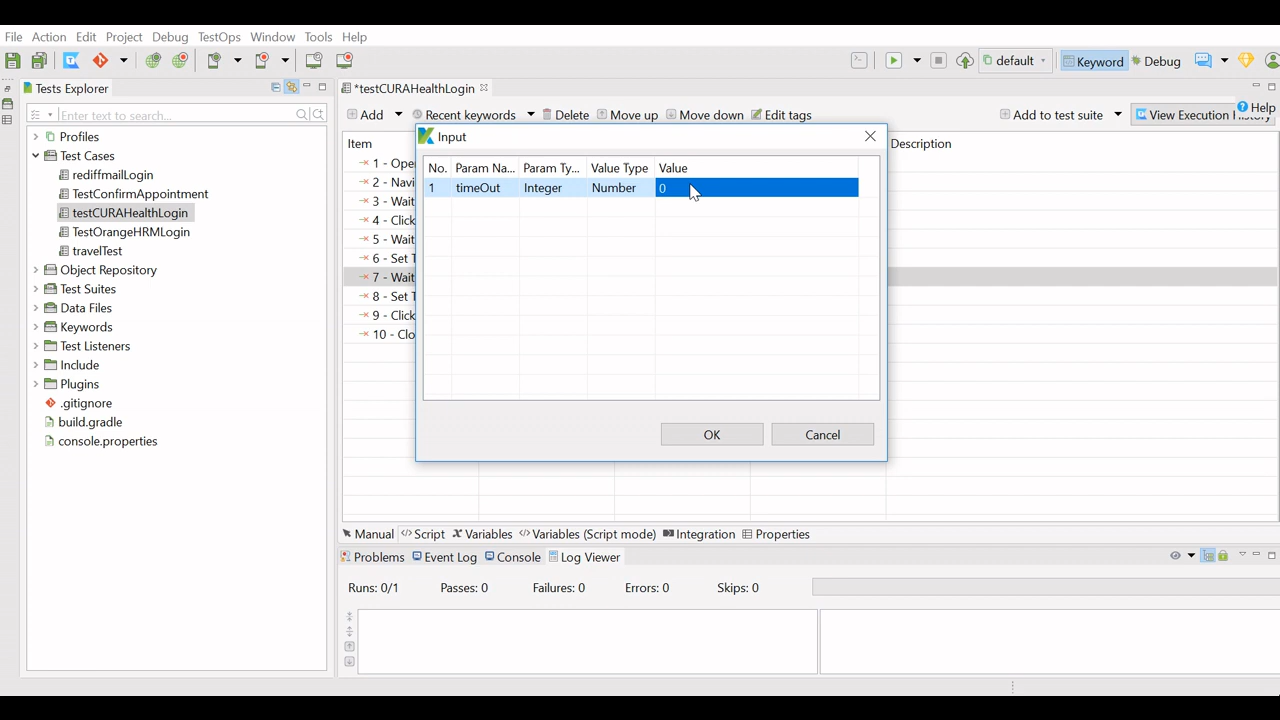 File Action Edit Project Debug TestOps Window Tools Help
default Keyword Debug
Tests Explorer
*testCURAHealthLogin
Enter text to search...
Add Recent keywords Delete Move up Move down Edit tags Add to test suite View Execution History
Help
Profiles
Test Cases
rediffmailLogin
TestConfirmAppointment
testCURAHealthLogin
TestOrangeHRMLogin
travelTest
Object Repository
Test Suites
Data Files
Keywords
Test Listeners
Include
Plugins
.gitignore
build.gradle
console.properties
Item Description
1 - Ope
2 - Navi
3 - Wait
4 - Click
5 - Wait
6 - Set T
7 - Wait
8 - Set T
9 - Click
10 - Clo
Input
No. Param Na... Param Ty... Value Type Value
1 timeOut Integer Number 0
OK Cancel
Manual Script Variables Variables (Script mode) Integration Properties
Problems Event Log Console Log Viewer
Runs: 0/1 Passes: 0 Failures: 0 Errors: 0 Skips: 0